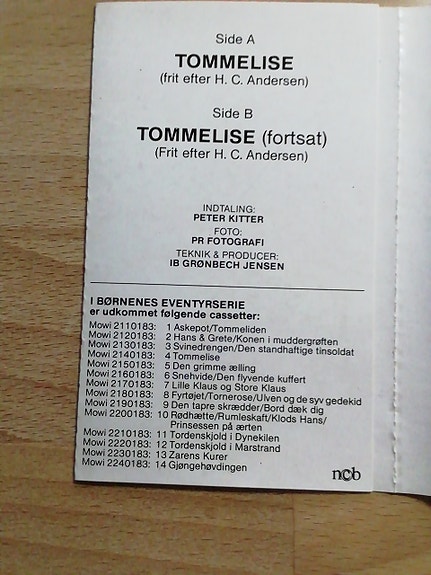 Side A
TOMMELISE
(frit efter H. C. Andersen)
Side B
TOMMELISE (fortsat)
(Frit efter H. C. Andersen)
INDTALING:
PETER KITTER
FOTO:
PR FOTOGRAFI
TEKNIK & PRODUCER:
IB GRØNBECH JENSEN
I BØRNENES EVENTYRSERIE
er udkommet følgende cassetter:
Mowi 2110183: 1 Askepot/Tommeliden
Mowi 2120183: 2 Hans & Grete/Konen i muddergrøften
Mowi 2130183: 3 Svinedrengen/Den standhaftige tinsoldat
Mowi 2140183: 4 Tommelise
Mowi 2150183: 5 Den grimme ælling
Mowi 2160183: 6 Snehvide/Den flyvende kuffert
Mowi 2170183: 7 Lille Klaus og Store Klaus
Mowi 2180183: 8 Fyrtøjet/Tornerose/Ulven og de syv gedekid
Mowi 2190183: 9 Den tapre skrædder/Bord dæk dig
Mowi 2200183: 10 Rødhætte/Rumleskaft/Klods Hans/
Prinsessen på ærten
Mowi 2210183: 11 Tordenskjold i Dynekilen
Mowi 2220183: 12 Tordenskjold i Marstrand
Mowi 2230183: 13 Zarens Kurer
Mowi 2240183: 14 Gjøngehøvdingen
ncb